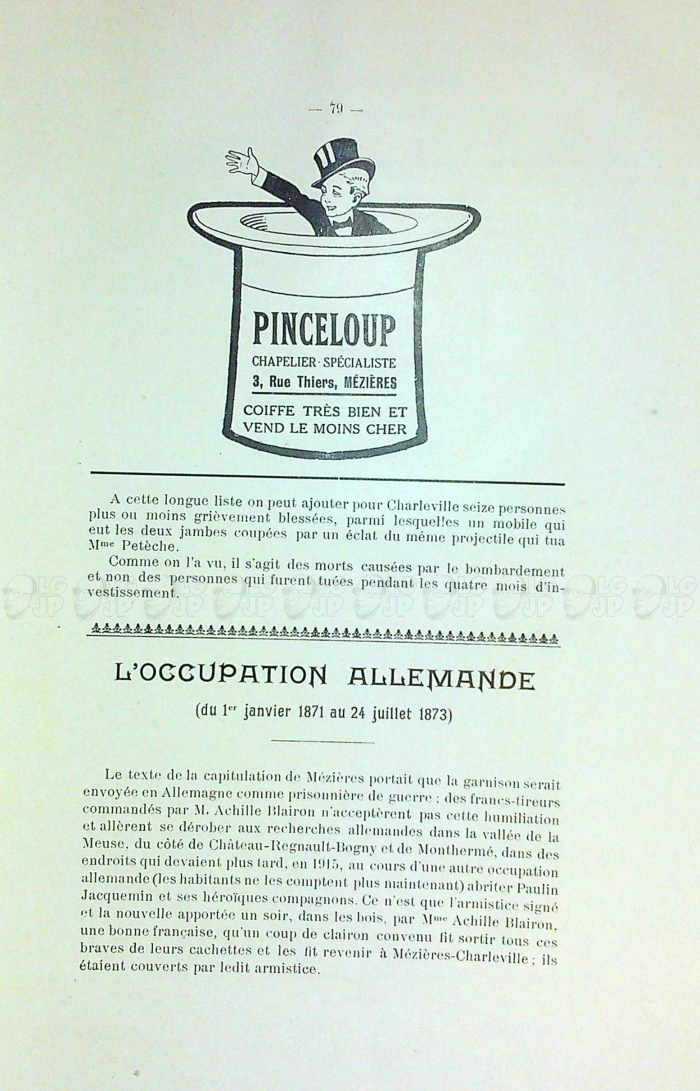 — 79 —
PINCELOUP
CHAPELIER-SPÉCIALISTE
3, Rue Thiers, MÉZIÈRES
COIFFE TRÈS BIEN ET
VEND LE MOINS CHER
A cette longue liste on peut ajouter pour Charleville seize personnes
plus ou moins grièvement blessées, parmi lesquelles un mobile qui
eut les deux jambes coupées par un éclat du même projectile qui tua
Mme Petèche.
Comme on l'a vu, il s'agit des morts causées par le bombardement
et non des personnes qui furent tuées pendant les quatre mois d'in-
vestissement.
L'OCCUPATION ALLEMANDE
(du 1er janvier 1871 au 24 juillet 1873)
Le texte de la capitulation de Mézières portait que la garnison serait
envoyée en Allemagne comme prisonnière de guerre ; des francs-tireurs
commandés par M. Achille Blairon n'acceptèrent pas cette humiliation
et allèrent se dérober aux recherches allemandes dans la vallée de la
Meuse, du côté de Château-Regnault-Bogny et de Monthermé, dans des
endroits qui devaient plus tard, en 1915, au cours d'une autre occupation
allemande (les habitants ne les comptent plus maintenant) abriter Paulin
Jacquemin et ses héroïques compagnons. Ce n'est que l'armistice signé
et la nouvelle apportée un soir, dans les bois, par Mme Achille Blairon,
une bonne française, qu'un coup de clairon convenu fit sortir tous ces
braves de leurs cachettes et les fit revenir à Mézières-Charleville ; ils
étaient couverts par ledit armistice.